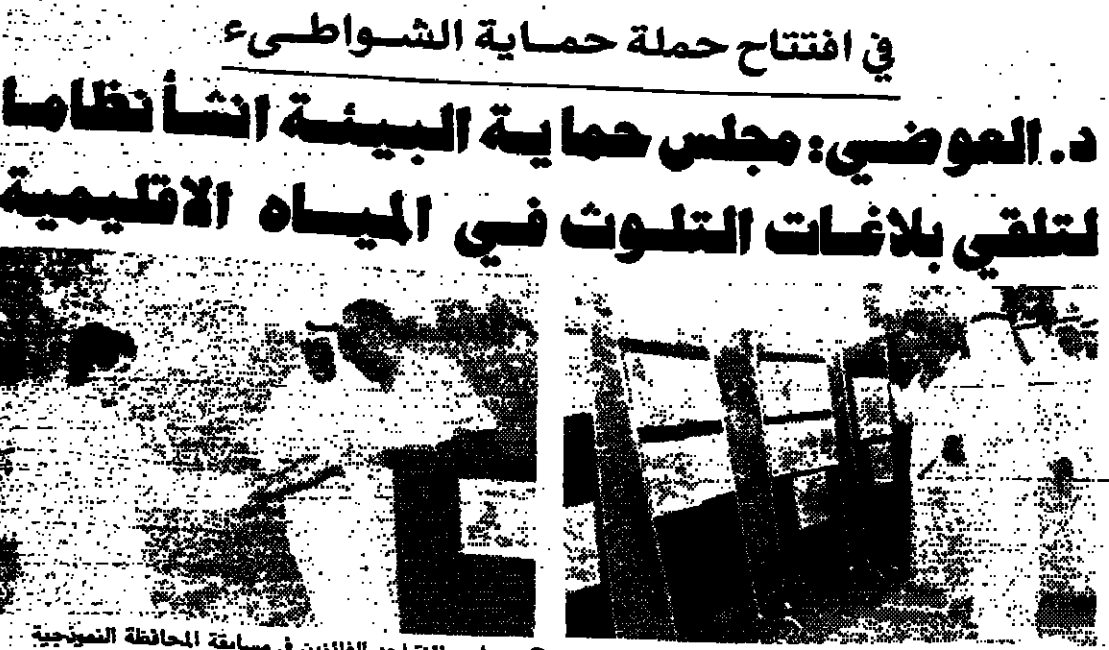 في افتتاح حملة حماية الشواطىء
د. العوضي: مجلس حماية البيئة انشأ نظاما
لتلقي بلاغات التلوث في المياه الاقليمية
الفائزين في مسابقة المحافظة النموذجية